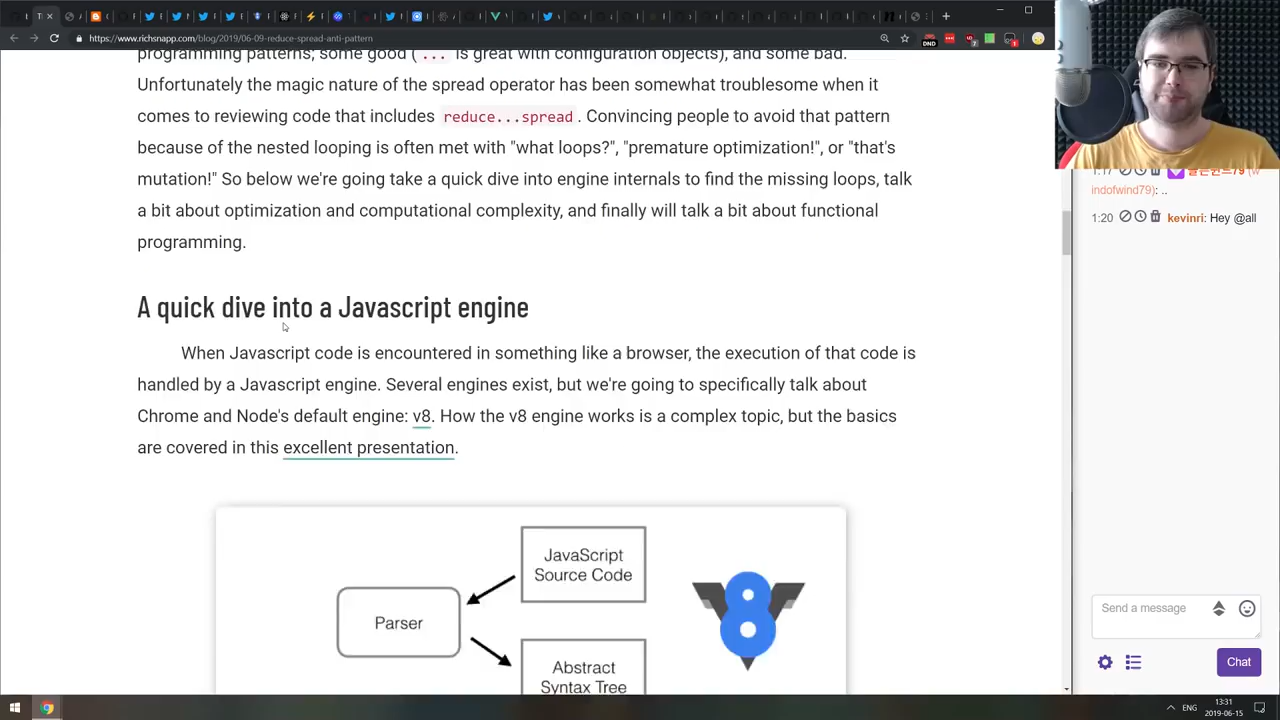 https://www.richsnapp.com/blog/2019/06-09-reduce-spread-anti-pattern
programming patterns; some good (... is great with configuration objects), and some bad.
Unfortunately the magic nature of the spread operator has been somewhat troublesome when it
comes to reviewing code that includes reduce...spread. Convincing people to avoid that pattern
because of the nested looping is often met with "what loops?", "premature optimization!", or "that's
mutation!" So below we're going take a quick dive into engine internals to find the missing loops, talk
a bit about optimization and computational complexity, and finally will talk a bit about functional
programming.
A quick dive into a Javascript engine
When Javascript code is encountered in something like a browser, the execution of that code is
handled by a Javascript engine. Several engines exist, but we're going to specifically talk about
Chrome and Node's default engine: v8. How the v8 engine works is a complex topic, but the basics
are covered in this excellent presentation.
JavaScript
Source Code
Parser
Abstract
Syntax Tree
8
DND
7
1
1:17
(w
indofwind79): ..
1:20 kevinri: Hey @all
Send a message
Chat
ENG
13:31
2019-06-15